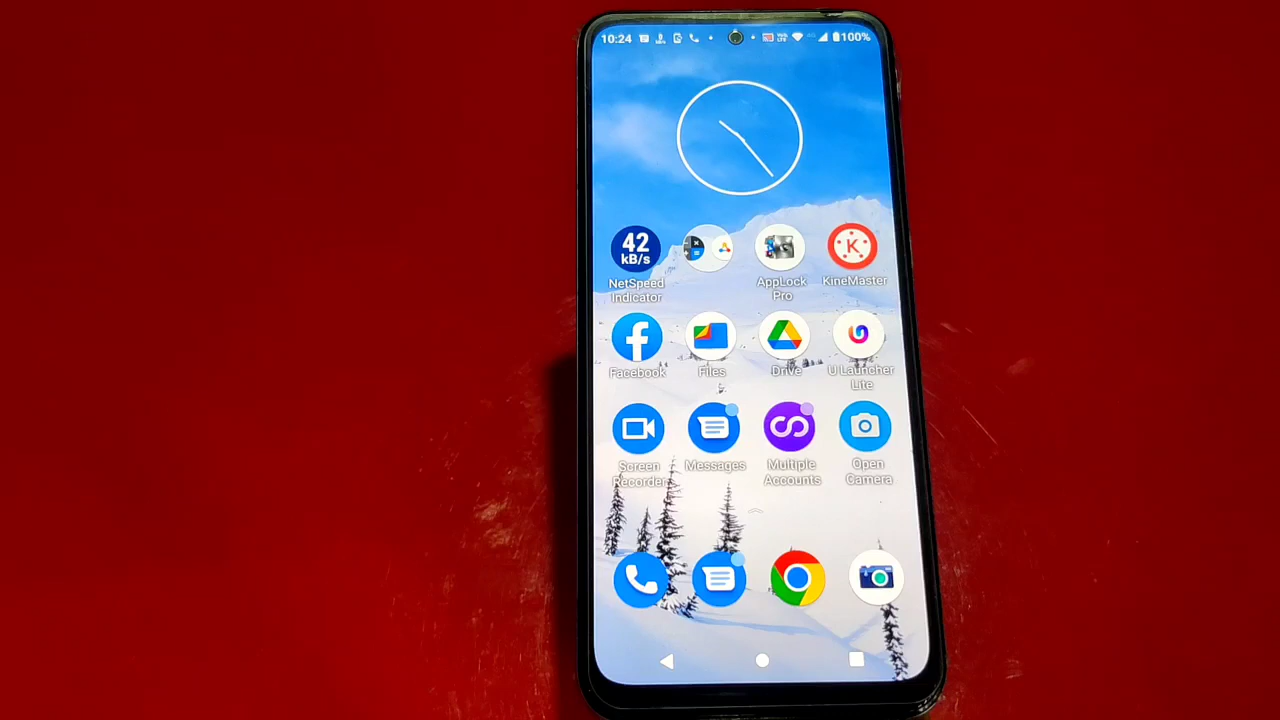 10:24 100%
42
kB/s
K
NetSpeed
Indicator
AppLock
Pro
KineMaster
Facebook
Files
Drive
U Launcher
Lite
Screen
Recorder
Messages
Multiple
Accounts
Open
Camera